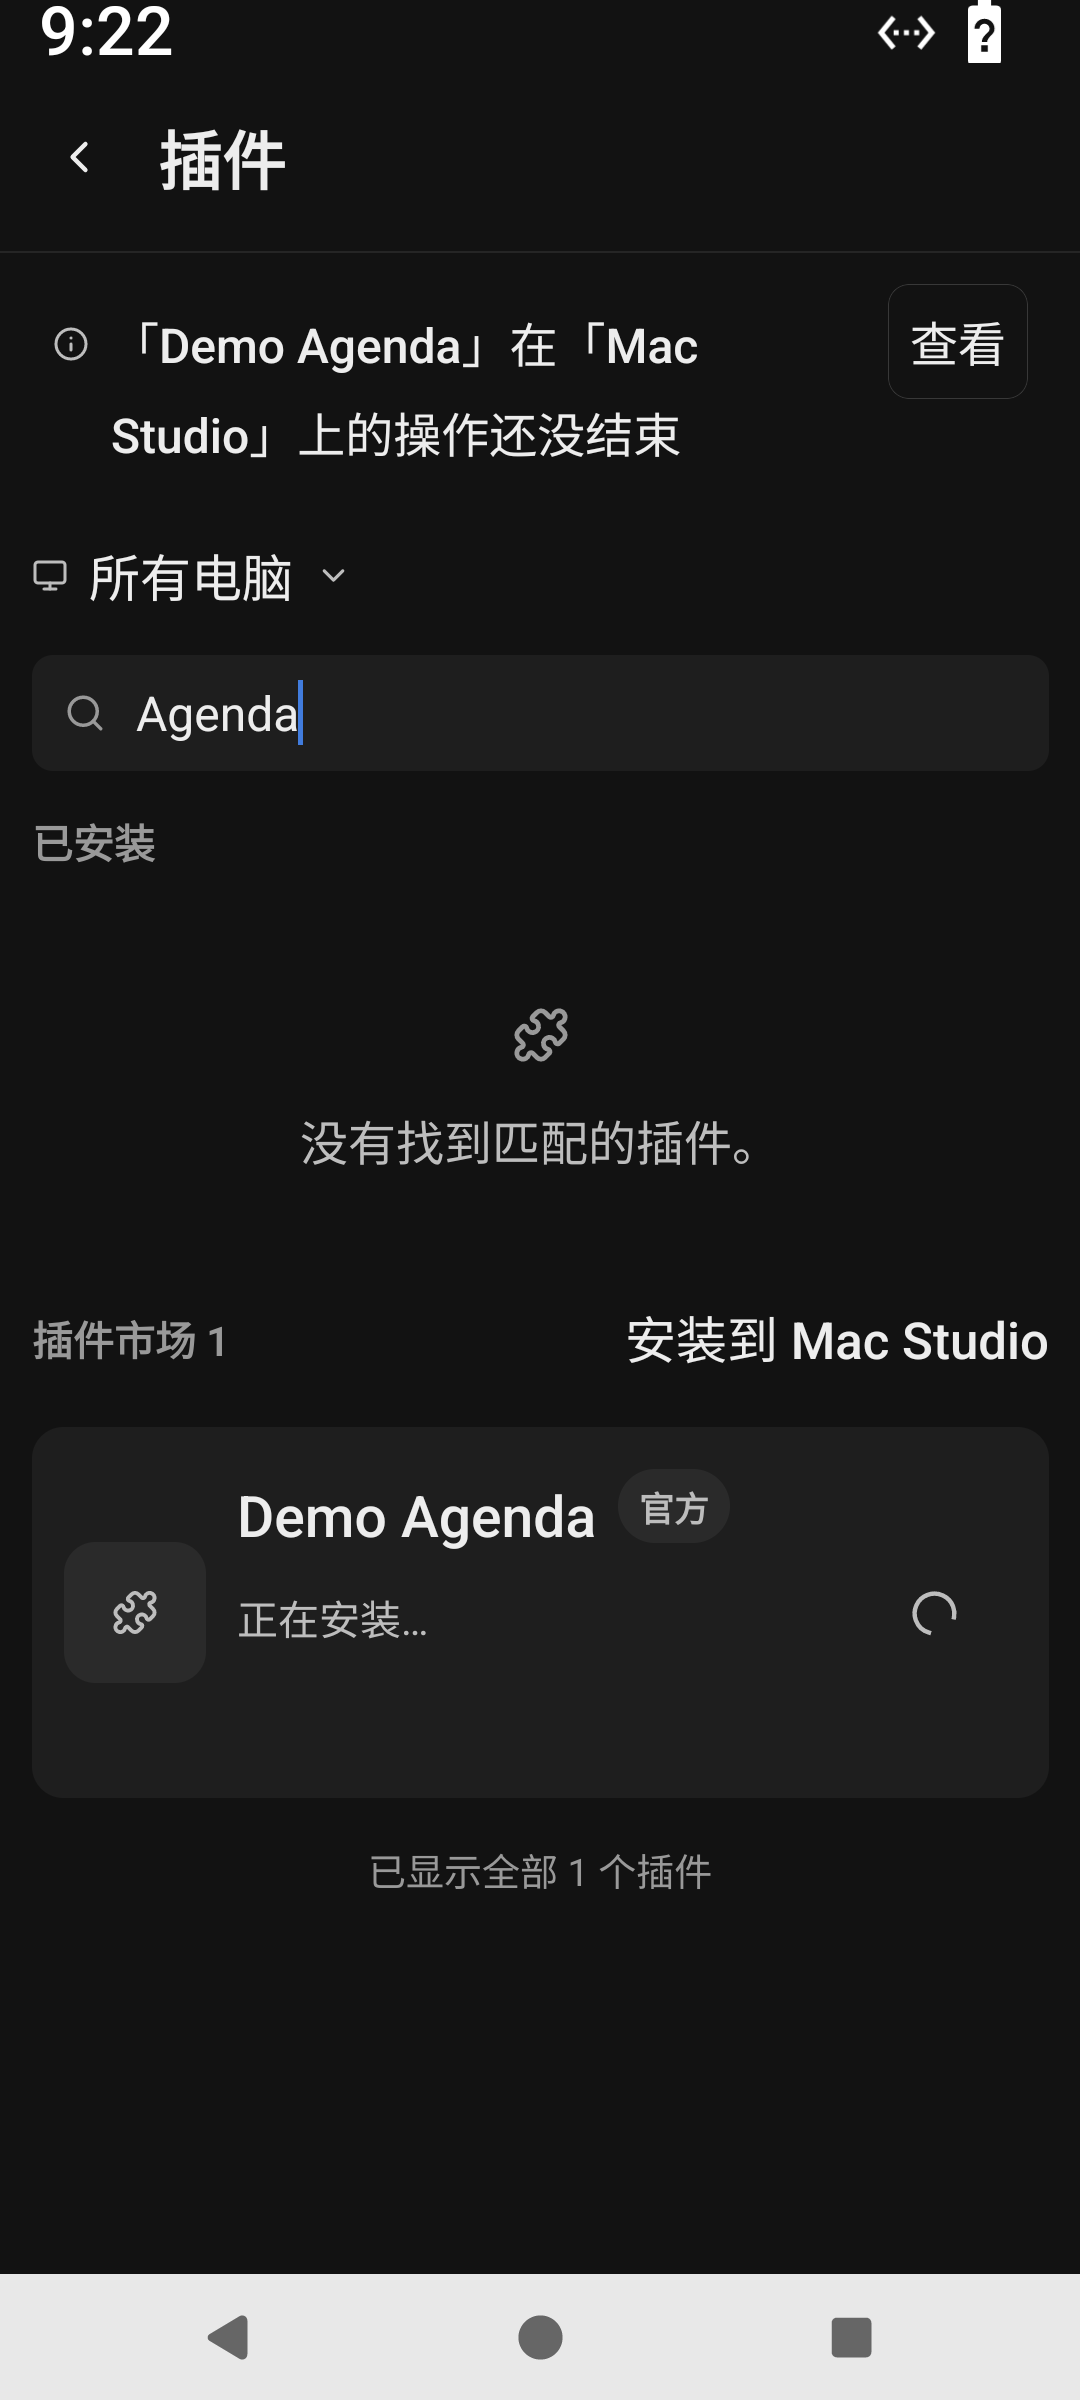 9:22
插件
「Demo Agenda」在「Mac
Studio」上的操作还没结束
查看
所有电脑
Agenda
已安装
没有找到匹配的插件。
插件市场 1
安装到 Mac Studio
Demo Agenda
官方
正在安装...
已显示全部 1 个插件